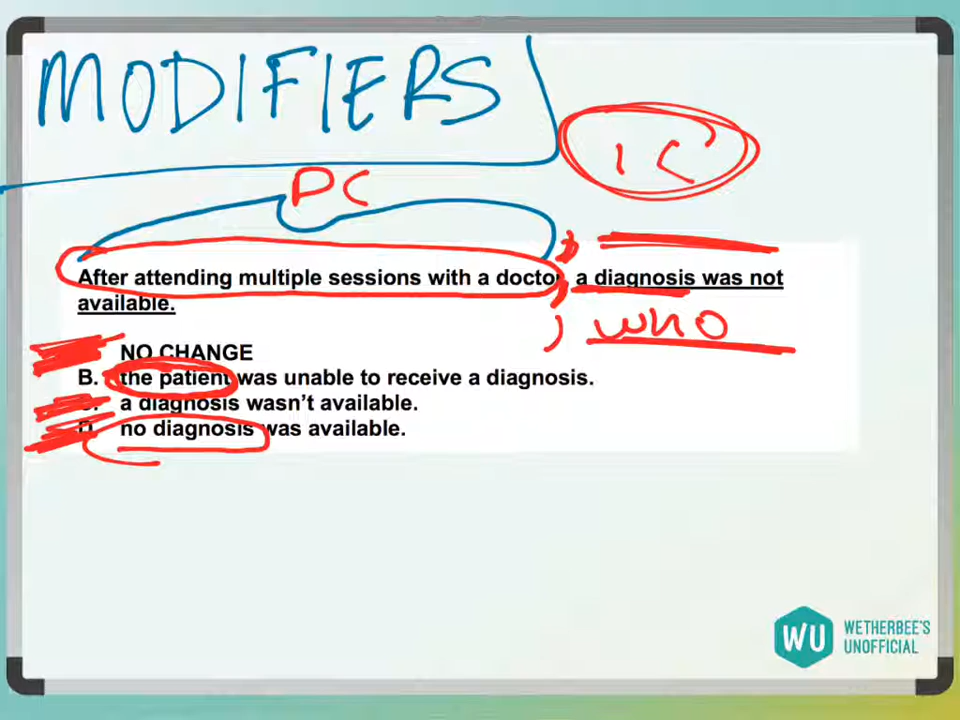 MODIFIERS
IC
PC
After attending multiple sessions with a doctor, a diagnosis was not
available.
, WHO
NO CHANGE
B. the patient was unable to receive a diagnosis.
a diagnosis wasn't available.
D. no diagnosis was available.
WU WETHERBEE'S
UNOFFICIAL